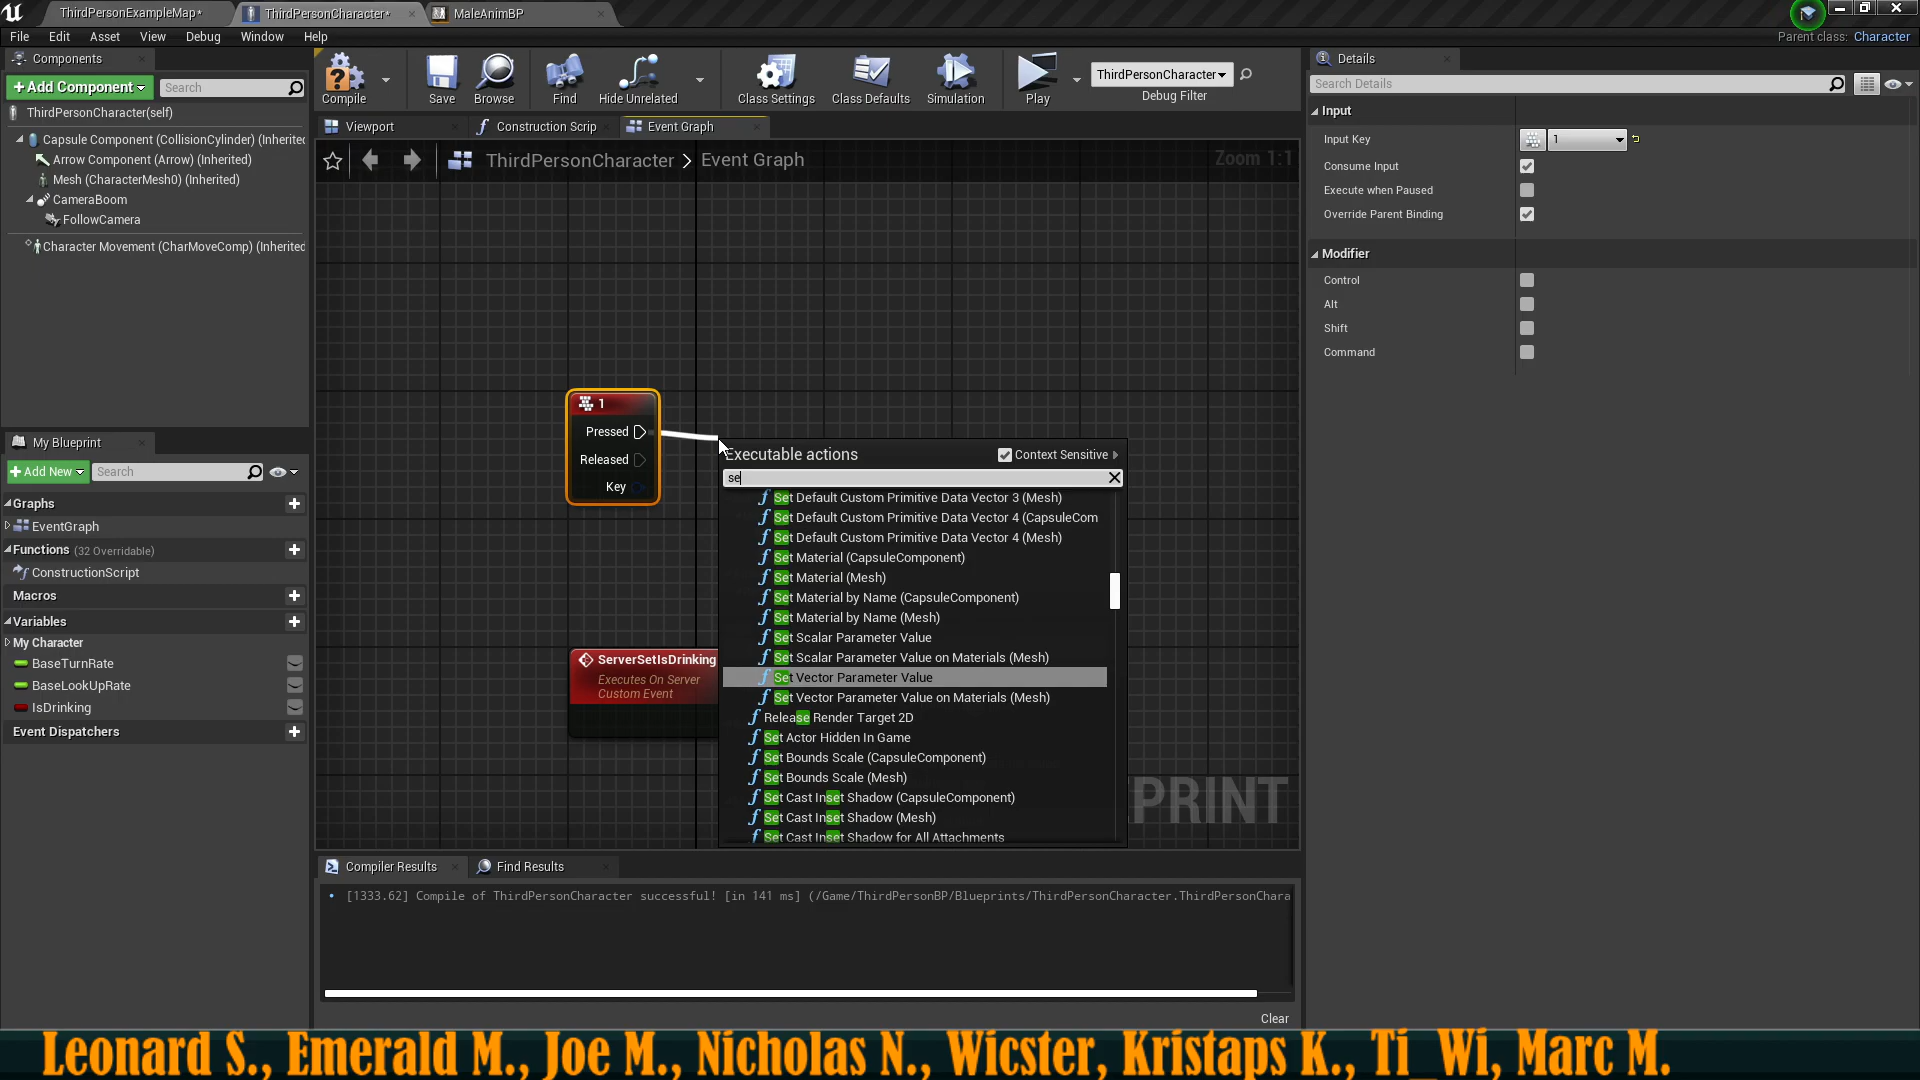 ThirdPersonExampleMap*
ThirdPersonCharacter*
MaleAnimBP
File Edit Asset View Debug Window Help
Parent class: Character
Components
+Add Component
Search
ThirdPersonCharacter(self)
Capsule Component (CollisionCylinder) (Inherited
Arrow Component (Arrow) (Inherited)
Mesh (CharacterMesh0) (Inherited)
CameraBoom
FollowCamera
Character Movement (CharMoveComp) (Inherited
My Blueprint
+Add New
Search
Graphs
EventGraph
Functions (32 Overridable)
ConstructionScript
Macros
Variables
My Character
BaseTurnRate
BaseLookUpRate
IsDrinking
Event Dispatchers
Compile
Save
Browse
Find
Hide Unrelated
Class Settings
Class Defaults
Simulation
Play
ThirdPersonCharacter
Debug Filter
Viewport
Construction Scrip
Event Graph
ThirdPersonCharacter > Event Graph
Zoom 1:1
1
Pressed
Released
Key
ServerSetIsDrinking
Executes On Server
Custom Event
Executable actions
Context Sensitive
se
Set Default Custom Primitive Data Vector 3 (Mesh)
Set Default Custom Primitive Data Vector 4 (CapsuleCom
Set Default Custom Primitive Data Vector 4 (Mesh)
Set Material (CapsuleComponent)
Set Material (Mesh)
Set Material by Name (CapsuleComponent)
Set Material by Name (Mesh)
Set Scalar Parameter Value
Set Scalar Parameter Value on Materials (Mesh)
Set Vector Parameter Value
Set Vector Parameter Value on Materials (Mesh)
Release Render Target 2D
Set Actor Hidden In Game
Set Bounds Scale (CapsuleComponent)
Set Bounds Scale (Mesh)
Set Cast Inset Shadow (CapsuleComponent)
Set Cast Inset Shadow (Mesh)
Set Cast Inset Shadow for All Attachments
PRINT
Compiler Results
Find Results
[1333.62] Compile of ThirdPersonCharacter successful! [in 141 ms] (/Game/ThirdPersonBP/Blueprints/ThirdPersonCharacter.ThirdPersonChara
Clear
Details
Search Details
Input
Input Key
1
Consume Input
Execute when Paused
Override Parent Binding
Modifier
Control
Alt
Shift
Command
Leonard S., Emerald M., Joe M., Nicholas N., Wicster, Kristaps K., Ti_Wi, Marc M.